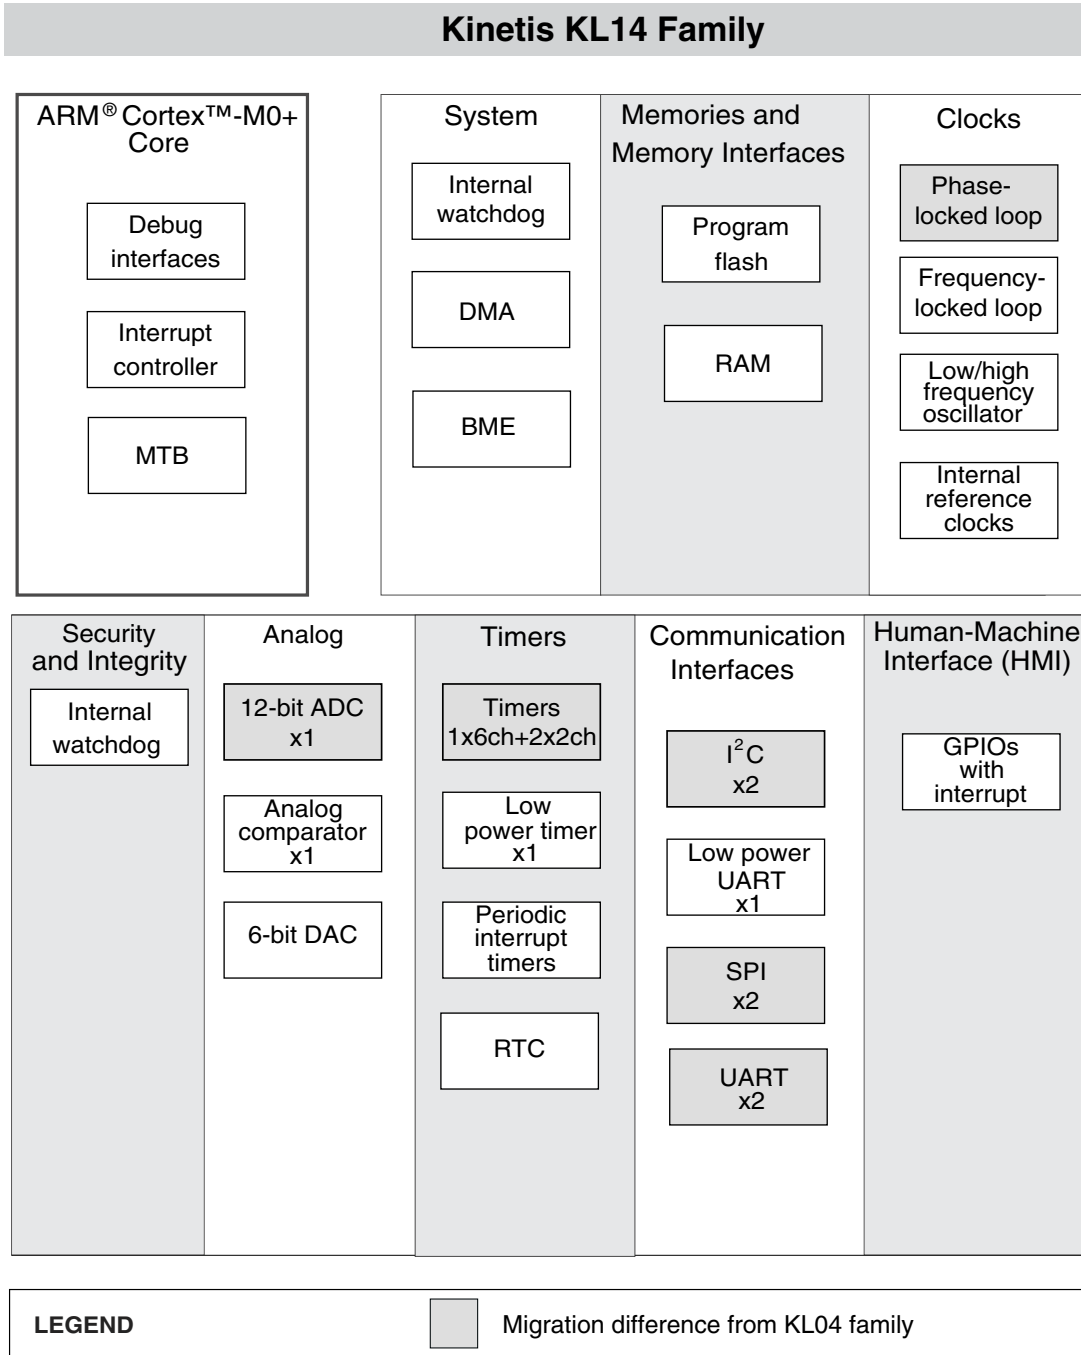 Kinetis KL14 Family
ARM® Cortex™-M0+
Core
Debug
interfaces
Interrupt
controller
MTB
System
Internal
watchdog
DMA
BME
Memories and
Memory Interfaces
Program
flash
RAM
Clocks
Phase-
locked loop
Frequency-
locked loop
Low/high
frequency
oscillator
Internal
reference
clocks
Security
and Integrity
Internal
watchdog
Analog
12-bit ADC
x1
Analog
comparator
x1
6-bit DAC
Timers
Timers
1x6ch+2x2ch
Low
power timer
x1
Periodic
interrupt
timers
RTC
Communication
Interfaces
I²C
x2
Low power
UART
x1
SPI
x2
UART
x2
Human-Machine
Interface (HMI)
GPIOs
with
interrupt
LEGEND
Migration difference from KL04 family